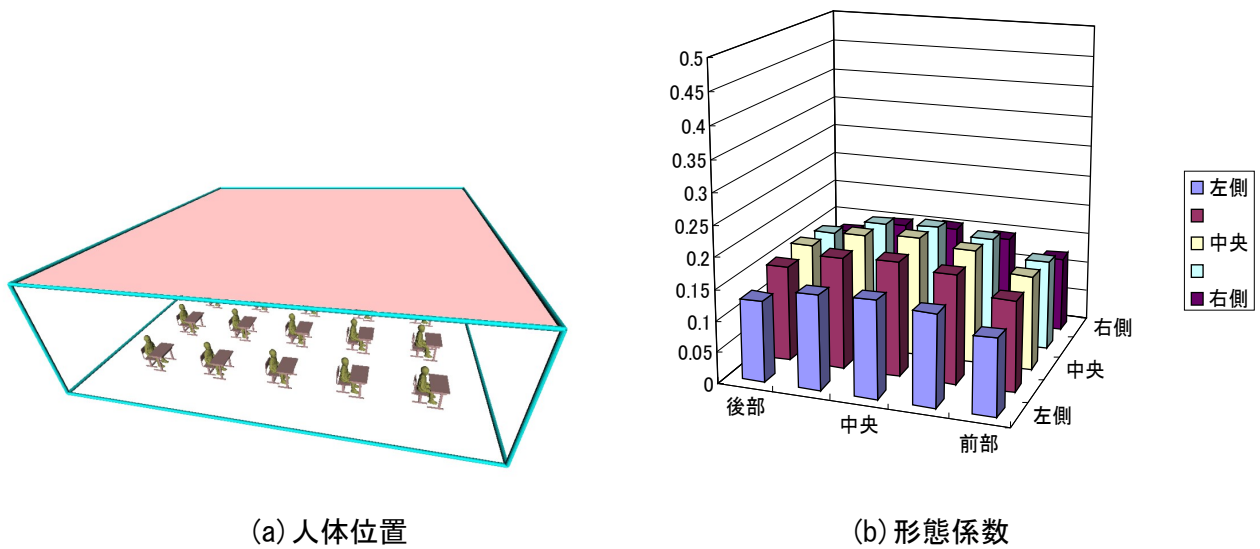 0.5
0.45
0.4
0.35
0.3
0.25
0.2
0.15
0.1
0.05
0
後部
中央
前部
左側
中央
右側
左側
中央
右側
(a)人体位置
(b)形態係数